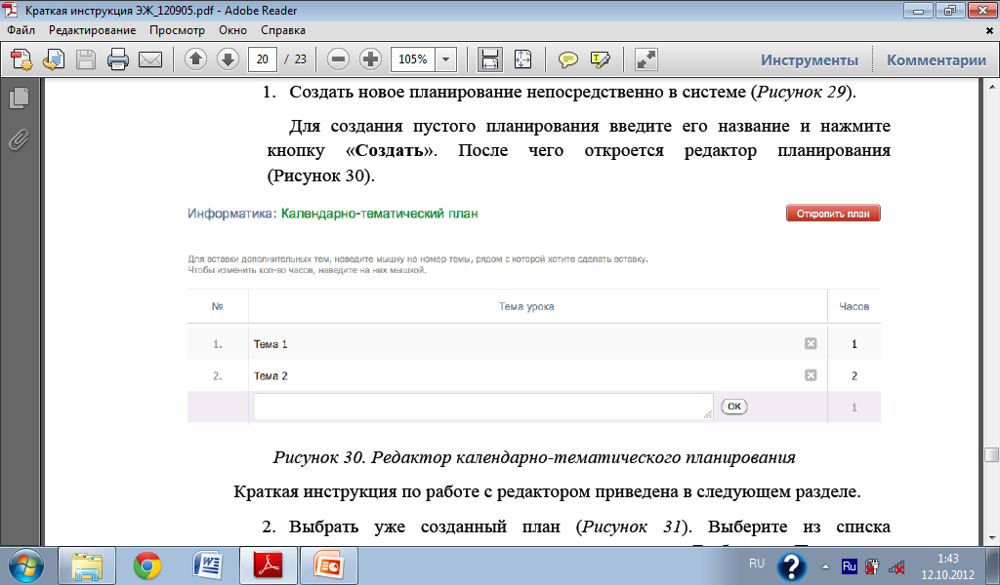 Краткая инструкция ЭЖ_120905.pdf - Adobe Reader
Файл Редактирование Просмотр Окно Справка
20 / 23 105% Инструменты Комментарии
1. Создать новое планирование непосредственно в системе (Рисунок 29).
Для создания пустого планирования введите его название и нажмите
кнопку «Создать». После чего откроется редактор планирования
(Рисунок 30).
Информатика: Календарно-тематический план Открепить план
Для вставки дополнительных тем, наведите мышку на номер темы, рядом с которой хотите сделать вставку.
Чтобы изменить кол-во часов, наведите на них мышкой.
№ Тема урока Часов
1. Тема 1 1
2. Тема 2 2
OK 1
Рисунок 30. Редактор календарно-тематического планирования
Краткая инструкция по работе с редактором приведена в следующем разделе.
2. Выбрать уже созданный план (Рисунок 31). Выберите из списка
RU Ru 1:43
12.10.2012